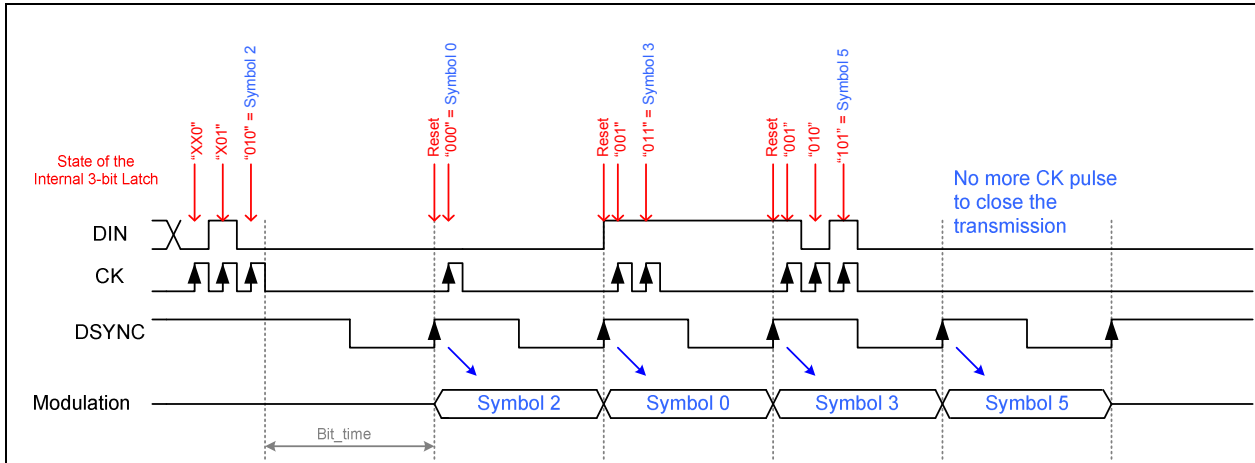 "XX0"
"X01"
"010" = Symbol 2
Reset
"000" = Symbol 0
Reset
"001"
"011" = Symbol 3
Reset
"001"
"010"
"101" = Symbol 5
State of the
Internal 3-bit Latch
No more CK pulse
to close the
transmission
DIN
CK
DSYNC
Modulation
Symbol 2
Symbol 0
Symbol 3
Symbol 5
Bit_time